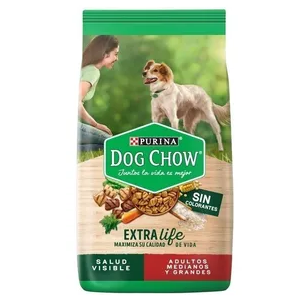 PURINA
DOG CHOW®
Juntos la vida es mejor
SIN
COLORANTES
EXTRA life
MAXIMIZA SU CALIDAD DE VIDA
SALUD
VISIBLE
ADULTOS
MEDIANOS Y GRANDES